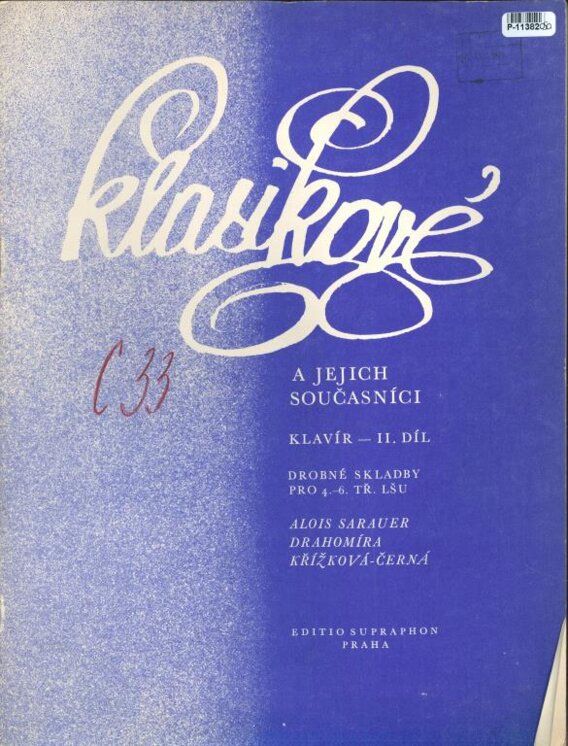 P-1138200
klasikové
C 33
A JEJICH
SOUČASNÍCI
KLAVÍR — II. DÍL
DROBNÉ SKLADBY
PRO 4.–6. TŘ. LŠU
ALOIS SARAUER
DRAHOMÍRA
KŘÍŽKOVÁ-ČERNÁ
EDITIO SUPRAPHON
PRAHA